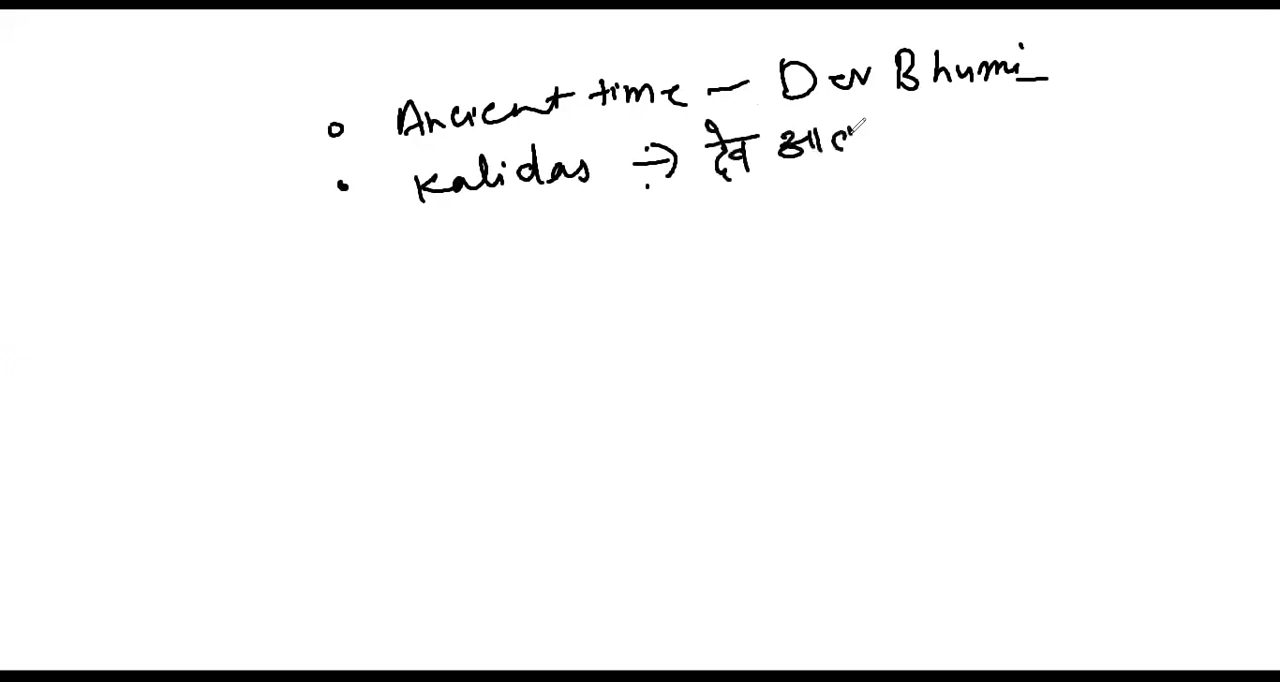 ◦ Ancient time – Dev Bhumi
• Kalidas → देव